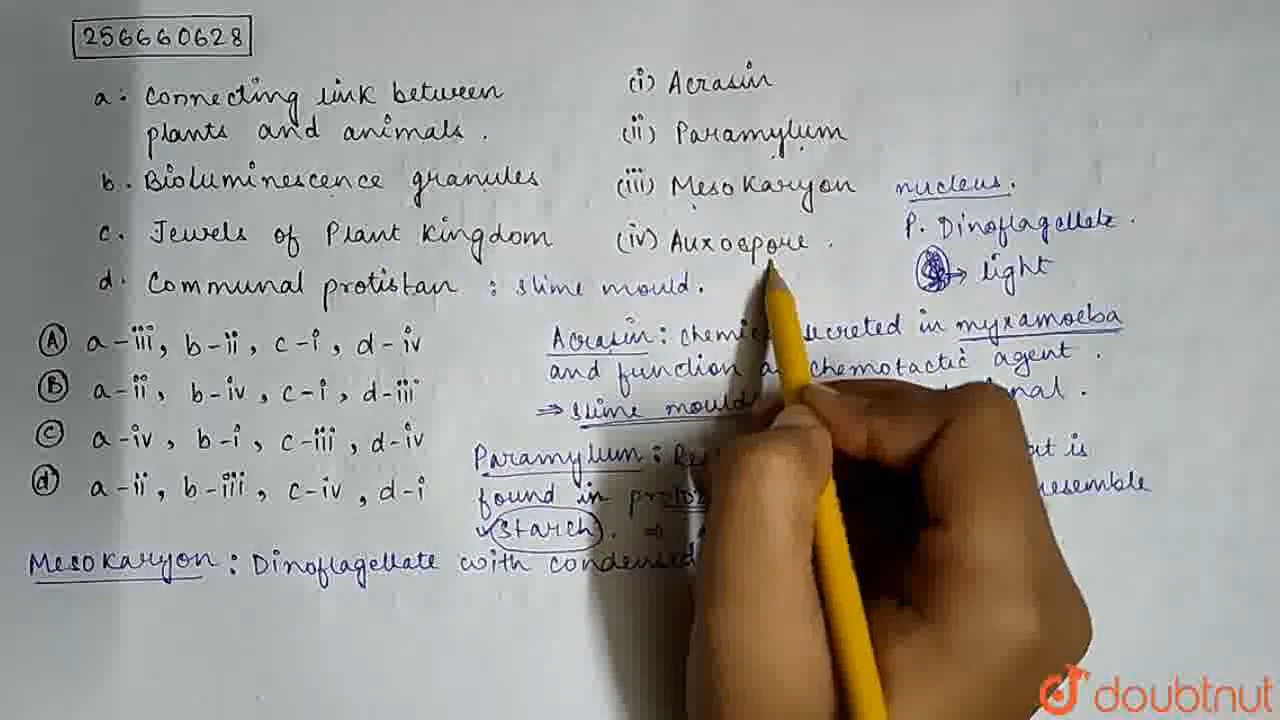 256660628
a. Connecting link between
plants and animals.
(i) Acrasin
(ii) Paramylum
b. Bioluminescence granules
(iii) Mesokaryon nucleus.
c. Jewels of Plant Kingdom
(iv) Auxospore.
P. Dinoflagellate.
→ light
d. Communal protistan : slime mould.
(A) a-iii, b-ii, c-i, d-iv
(B) a-ii, b-iv, c-i, d-iii
(C) a-iv, b-i, c-iii, d-iv
(d) a-ii, b-iii, c-iv, d-i
Acrasin : secreted in myxamoeba
and function chemotactic agent.
⇒ slime mould
Paramylum : is
found in resemble
starch. ⇒
Mesokaryon : Dinoflagellate with condensed
doubtnut